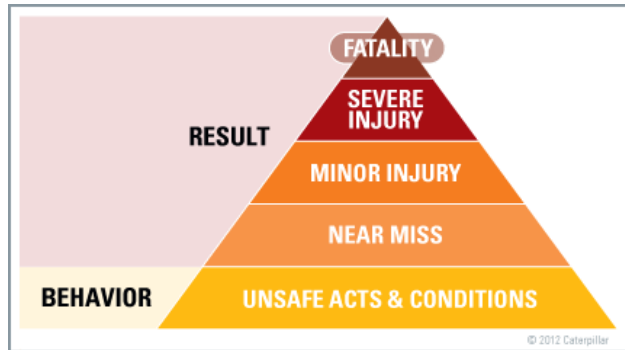 FATALITY
SEVERE
INJURY
RESULT
MINOR INJURY
NEAR MISS
BEHAVIOR
UNSAFE ACTS & CONDITIONS
© 2012 Caterpillar